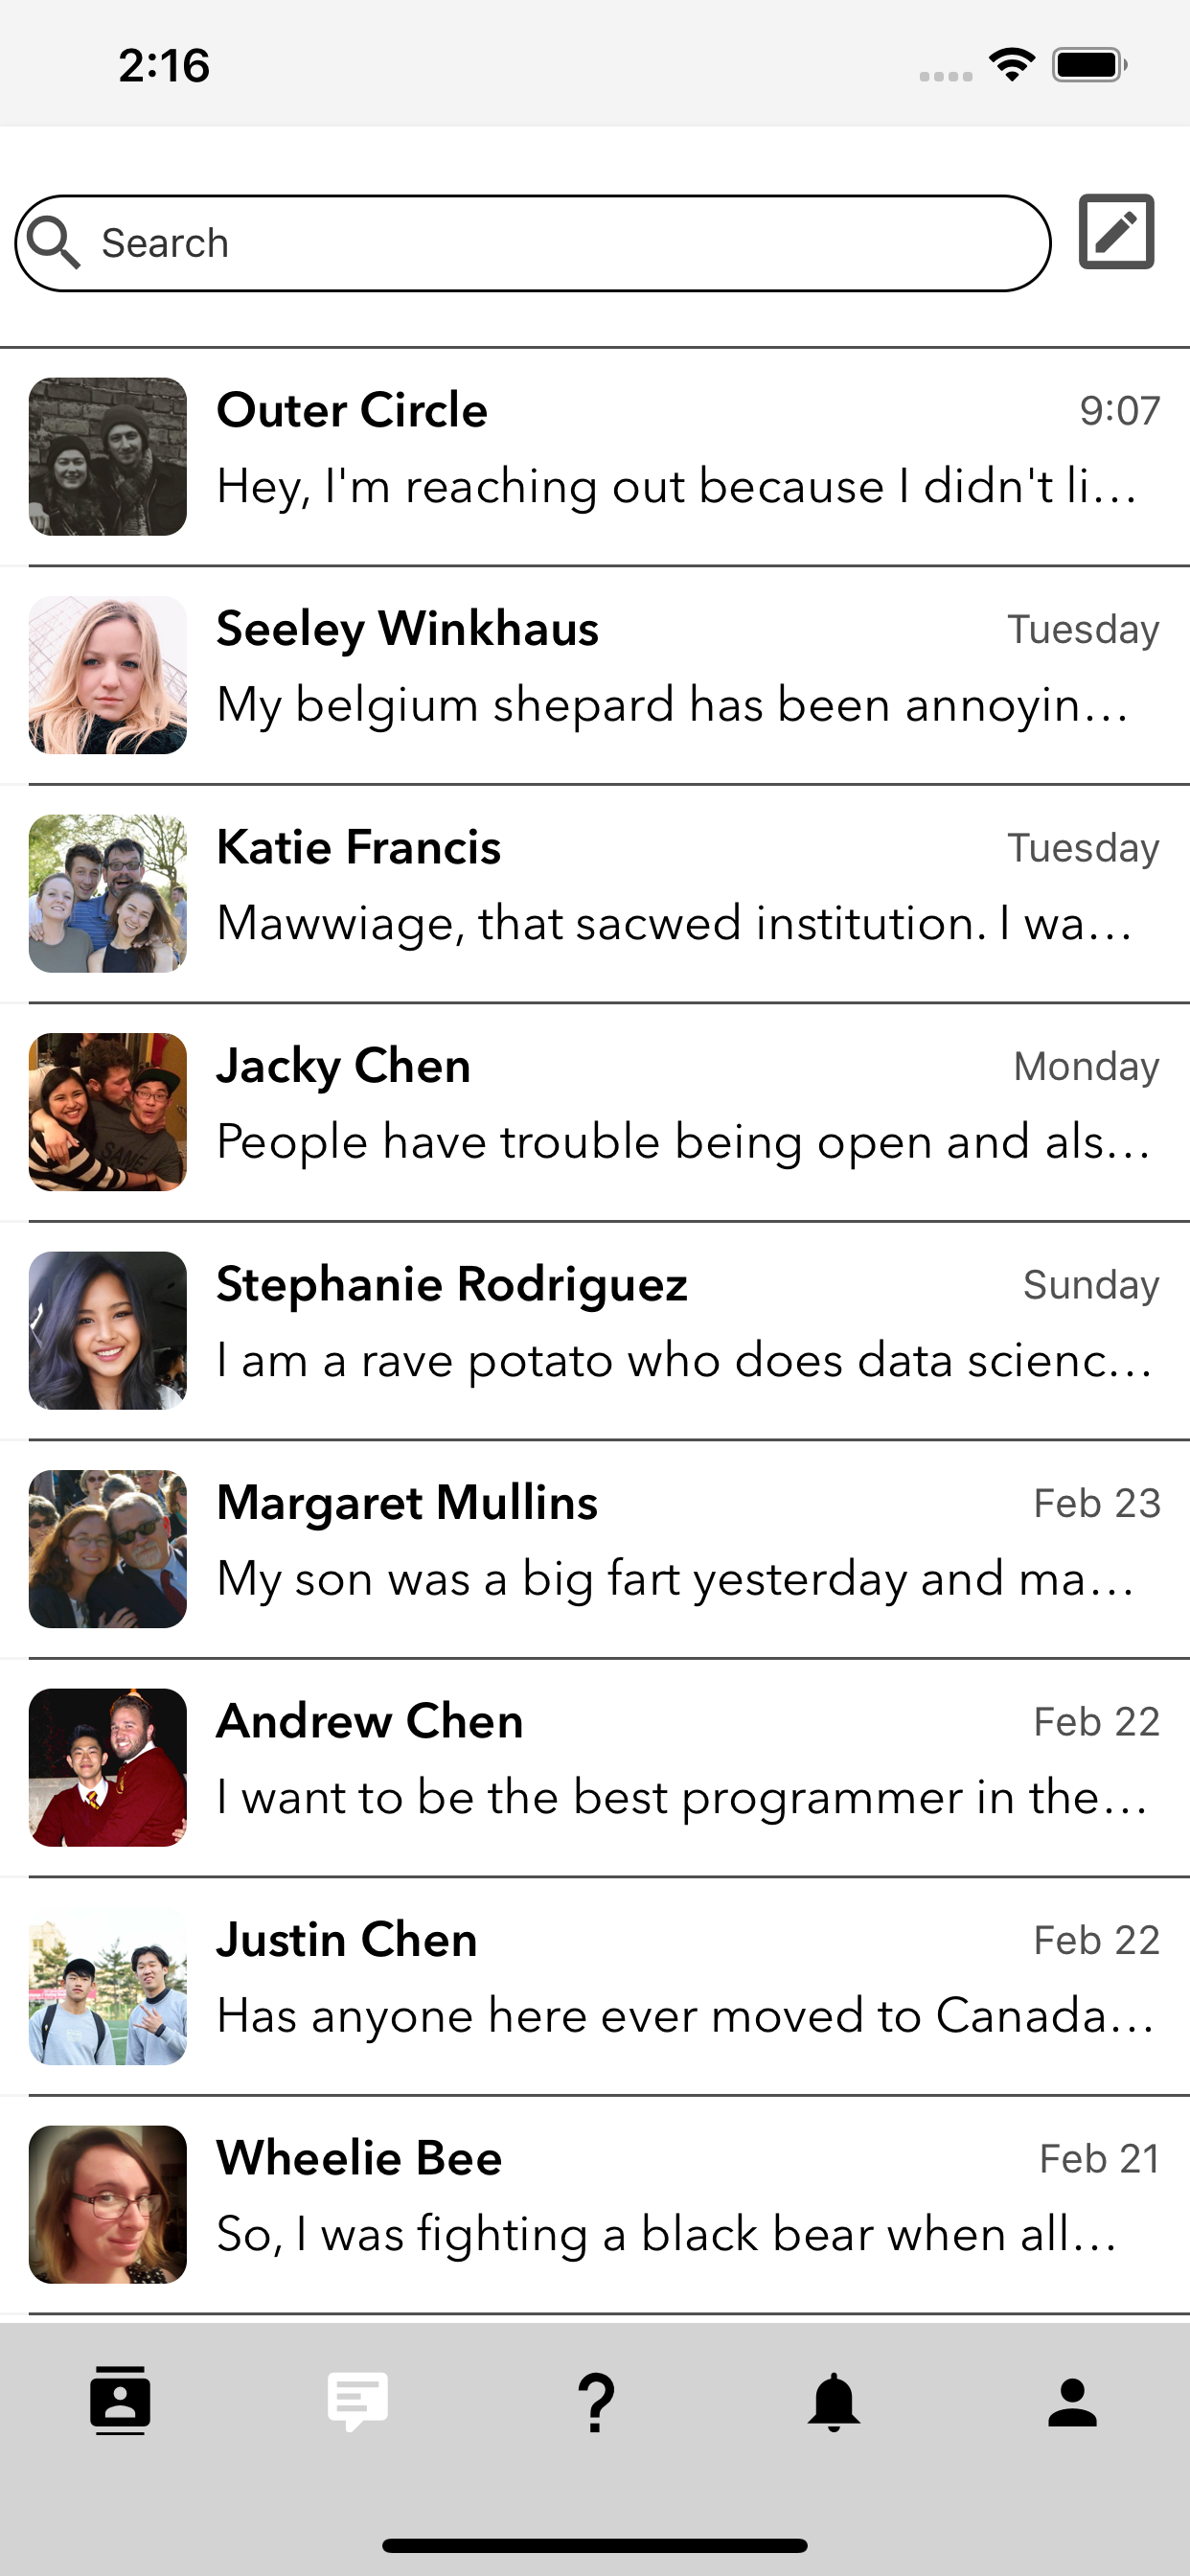 2:16
Search
Outer Circle 9:07
Hey, I'm reaching out because I didn't li...
Seeley Winkhaus Tuesday
My belgium shepard has been annoyin...
Katie Francis Tuesday
Mawwiage, that sacwed institution. I wa...
Jacky Chen Monday
People have trouble being open and als...
Stephanie Rodriguez Sunday
I am a rave potato who does data scienc...
Margaret Mullins Feb 23
My son was a big fart yesterday and ma...
Andrew Chen Feb 22
I want to be the best programmer in the...
Justin Chen Feb 22
Has anyone here ever moved to Canada...
Wheelie Bee Feb 21
So, I was fighting a black bear when all...
?